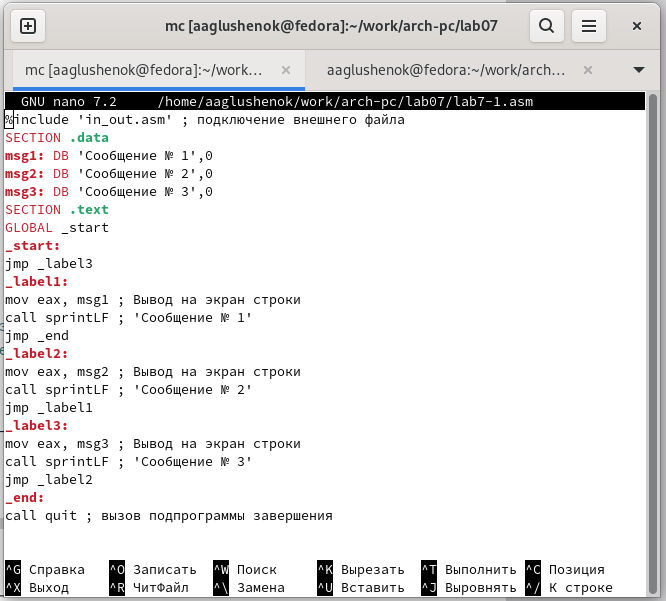 mc [aaglushenok@fedora]:~/work/arch-pc/lab07
mc [aaglushenok@fedora]:~/work...
aaglushenok@fedora:~/work/arch...
GNU nano 7.2 /home/aaglushenok/work/arch-pc/lab07/lab7-1.asm
%include 'in_out.asm' ; подключение внешнего файла
SECTION .data
msg1: DB 'Сообщение № 1',0
msg2: DB 'Сообщение № 2',0
msg3: DB 'Сообщение № 3',0
SECTION .text
GLOBAL _start
_start:
jmp _label3
_label1:
mov eax, msg1 ; Вывод на экран строки
call sprintLF ; 'Сообщение № 1'
jmp _end
_label2:
mov eax, msg2 ; Вывод на экран строки
call sprintLF ; 'Сообщение № 2'
jmp _label1
_label3:
mov eax, msg3 ; Вывод на экран строки
call sprintLF ; 'Сообщение № 3'
jmp _label2
_end:
call quit ; вызов подпрограммы завершения
^G Справка ^O Записать ^W Поиск ^K Вырезать ^T Выполнить ^C Позиция
^X Выход ^R ЧитФайл ^\ Замена ^U Вставить ^J Выровнять ^/ К строке